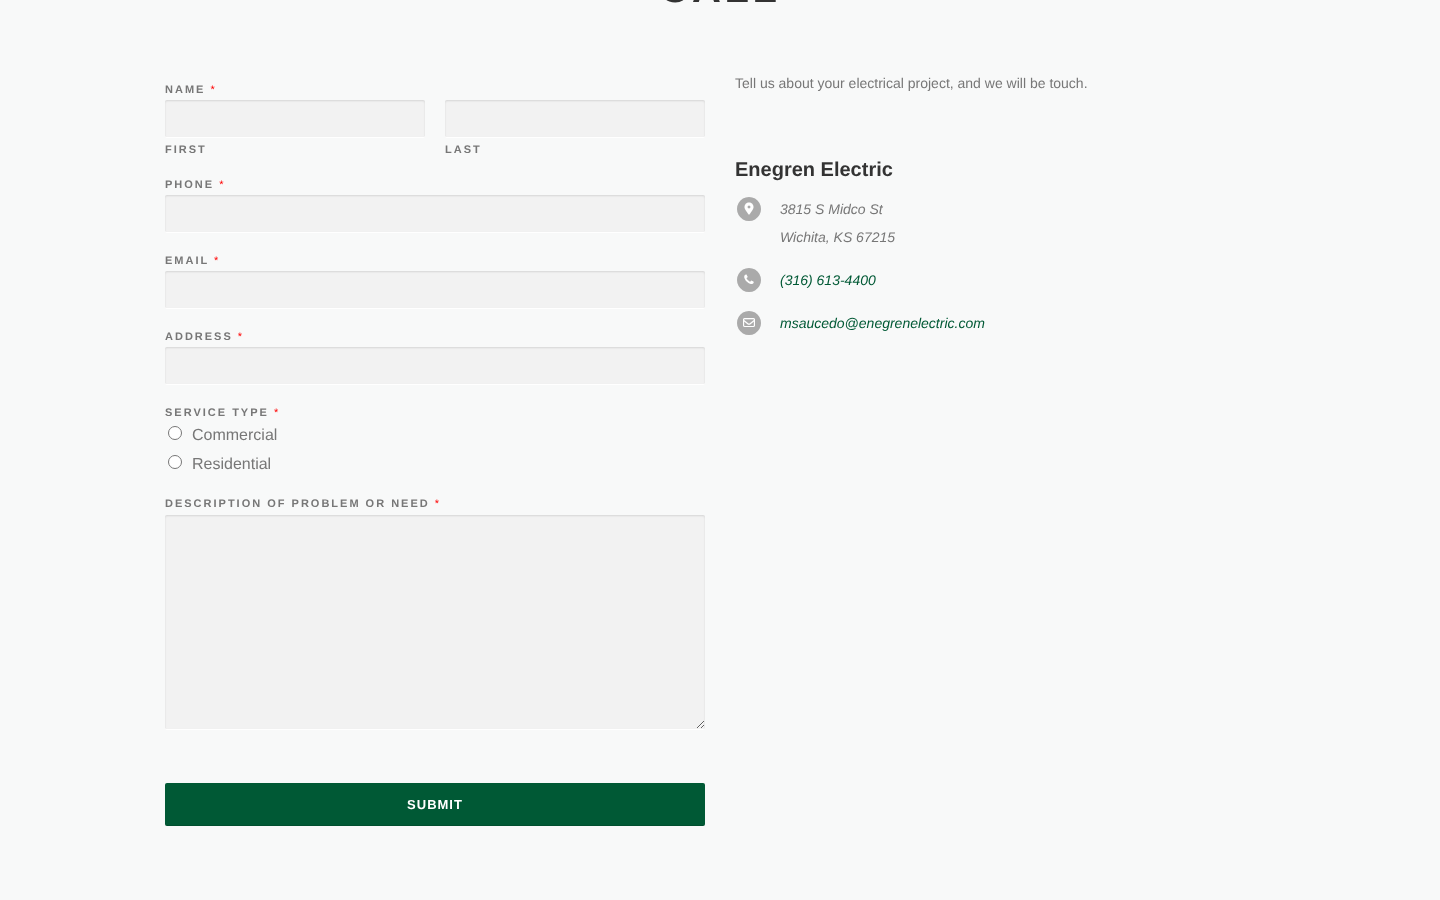 NAME *
FIRST
LAST
PHONE *
EMAIL *
ADDRESS *
SERVICE TYPE *
Commercial
Residential
DESCRIPTION OF PROBLEM OR NEED *
SUBMIT
Tell us about your electrical project, and we will be touch.
Enegren Electric
3815 S Midco St
Wichita, KS 67215
(316) 613-4400
msaucedo@enegrenelectric.com